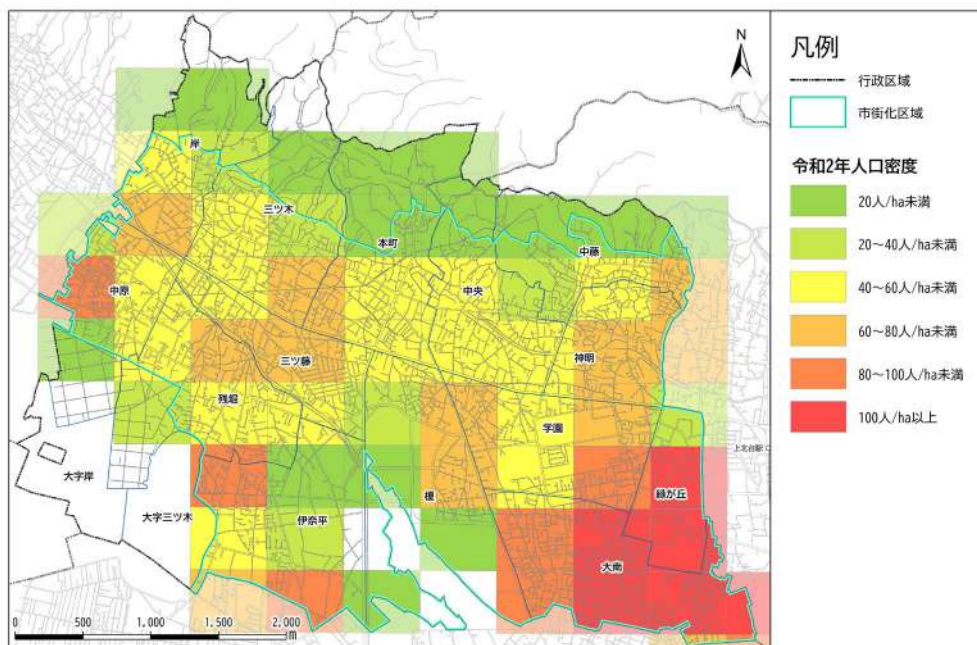 N
岸
三ツ木
本町
中藤
中原
中央
三ツ藤
神明
残堀
学園
上北台駅
大字岸
榎
緑が丘
大字三ツ木
伊奈平
大南
0 500 1,000 1,500 2,000
m
凡例
行政区域
市街化区域
令和2年人口密度
20人/ha未満
20～40人/ha未満
40～60人/ha未満
60～80人/ha未満
80～100人/ha未満
100人/ha以上